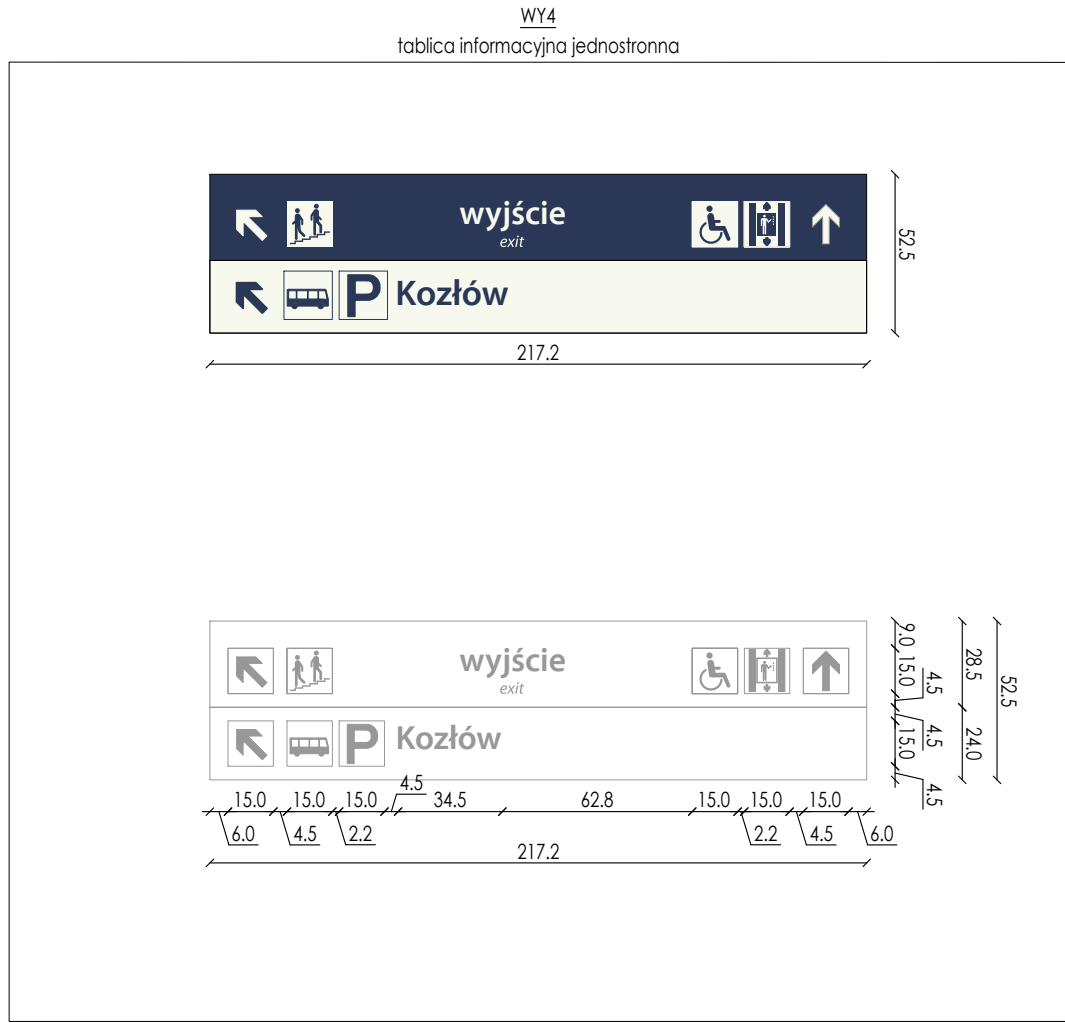 WY4
tablica informacyjna jednostronna
wyjście
exit
P Kozłów
52.5
217.2
wyjście
exit
P Kozłów
9.0 15.0 4.5 4.5 15.0 4.5
28.5 24.0
52.5
15.0 15.0 15.0 4.5 34.5 62.8 15.0 15.0 15.0
6.0 4.5 2.2 2.2 4.5 6.0
217.2